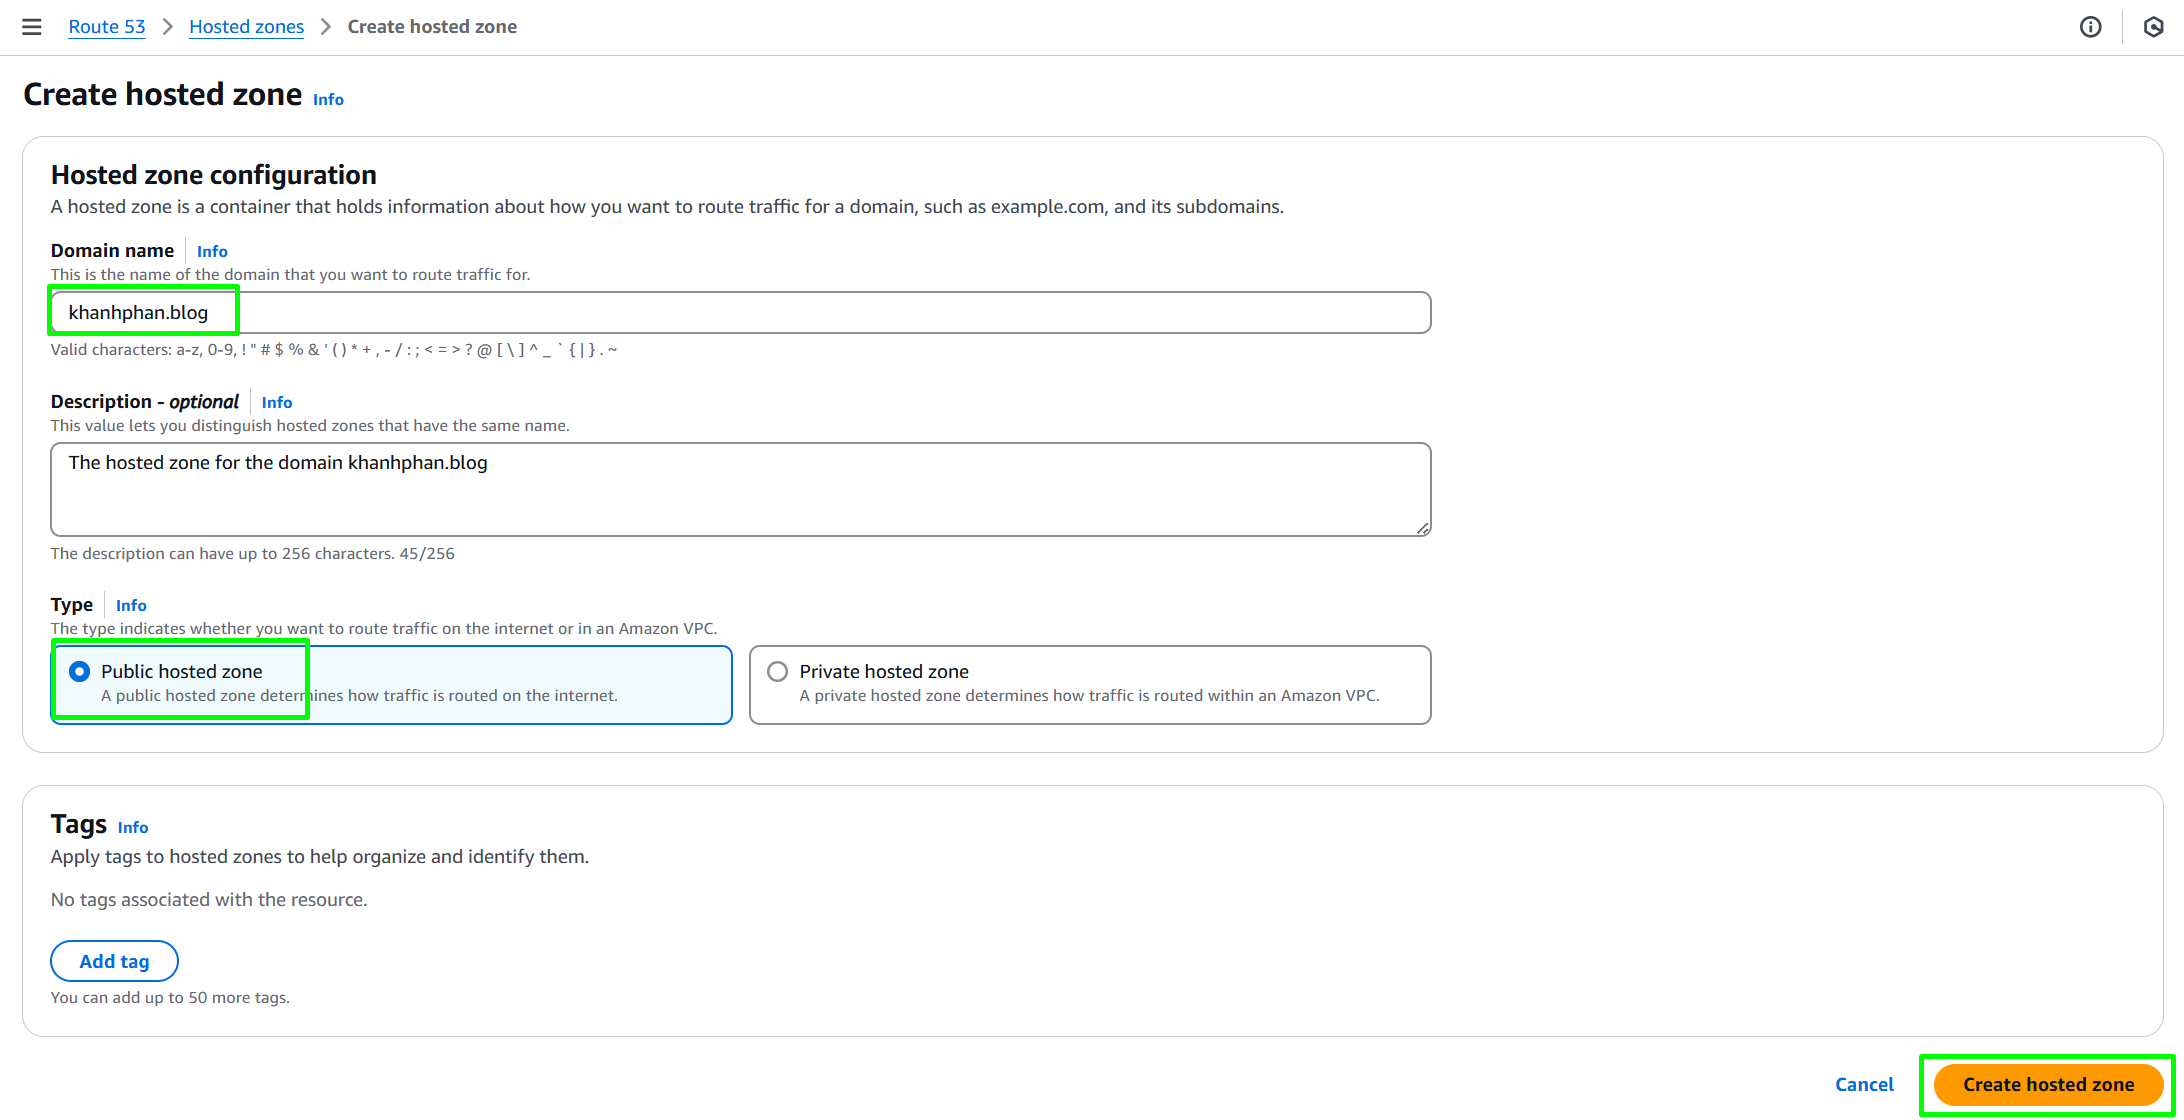 Route 53 > Hosted zones > Create hosted zone
Create hosted zone Info
Hosted zone configuration
A hosted zone is a container that holds information about how you want to route traffic for a domain, such as example.com, and its subdomains.
Domain name Info
This is the name of the domain that you want to route traffic for.
khanhphan.blog
Valid characters: a-z, 0-9, ! " # $ % & ' ( ) * + , - / : ; < = > ? @ [ \ ] ^ _ ` { | } . ~
Description - optional Info
This value lets you distinguish hosted zones that have the same name.
The hosted zone for the domain khanhphan.blog
The description can have up to 256 characters. 45/256
Type Info
The type indicates whether you want to route traffic on the internet or in an Amazon VPC.
Public hosted zone
A public hosted zone determines how traffic is routed on the internet.
Private hosted zone
A private hosted zone determines how traffic is routed within an Amazon VPC.
Tags Info
Apply tags to hosted zones to help organize and identify them.
No tags associated with the resource.
Add tag
You can add up to 50 more tags.
Cancel Create hosted zone